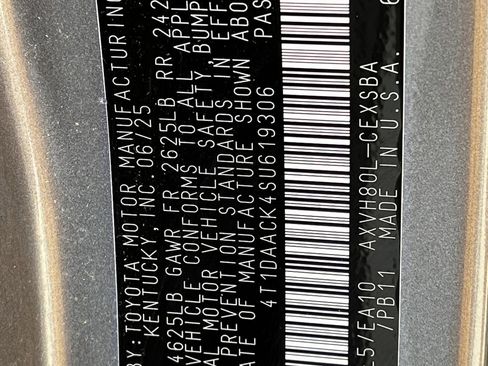 BY: TOYOTA MOTOR MANUFACTURING
KENTUCKY, INC. 06/25
4625LB GAWR FR 2625LB RR 242
VEHICLE CONFORMS TO ALL APPL
AL MOTOR VEHICLE SAFETY, BUMP
PREVENTION STANDARDS IN EFF
ATE OF MANUFACTURE SHOWN ABO
4T1DAACK4SU619306 PAS
L57/EA10 AXVH80L-CEXSBA
/PB11 MADE IN U.S.A.